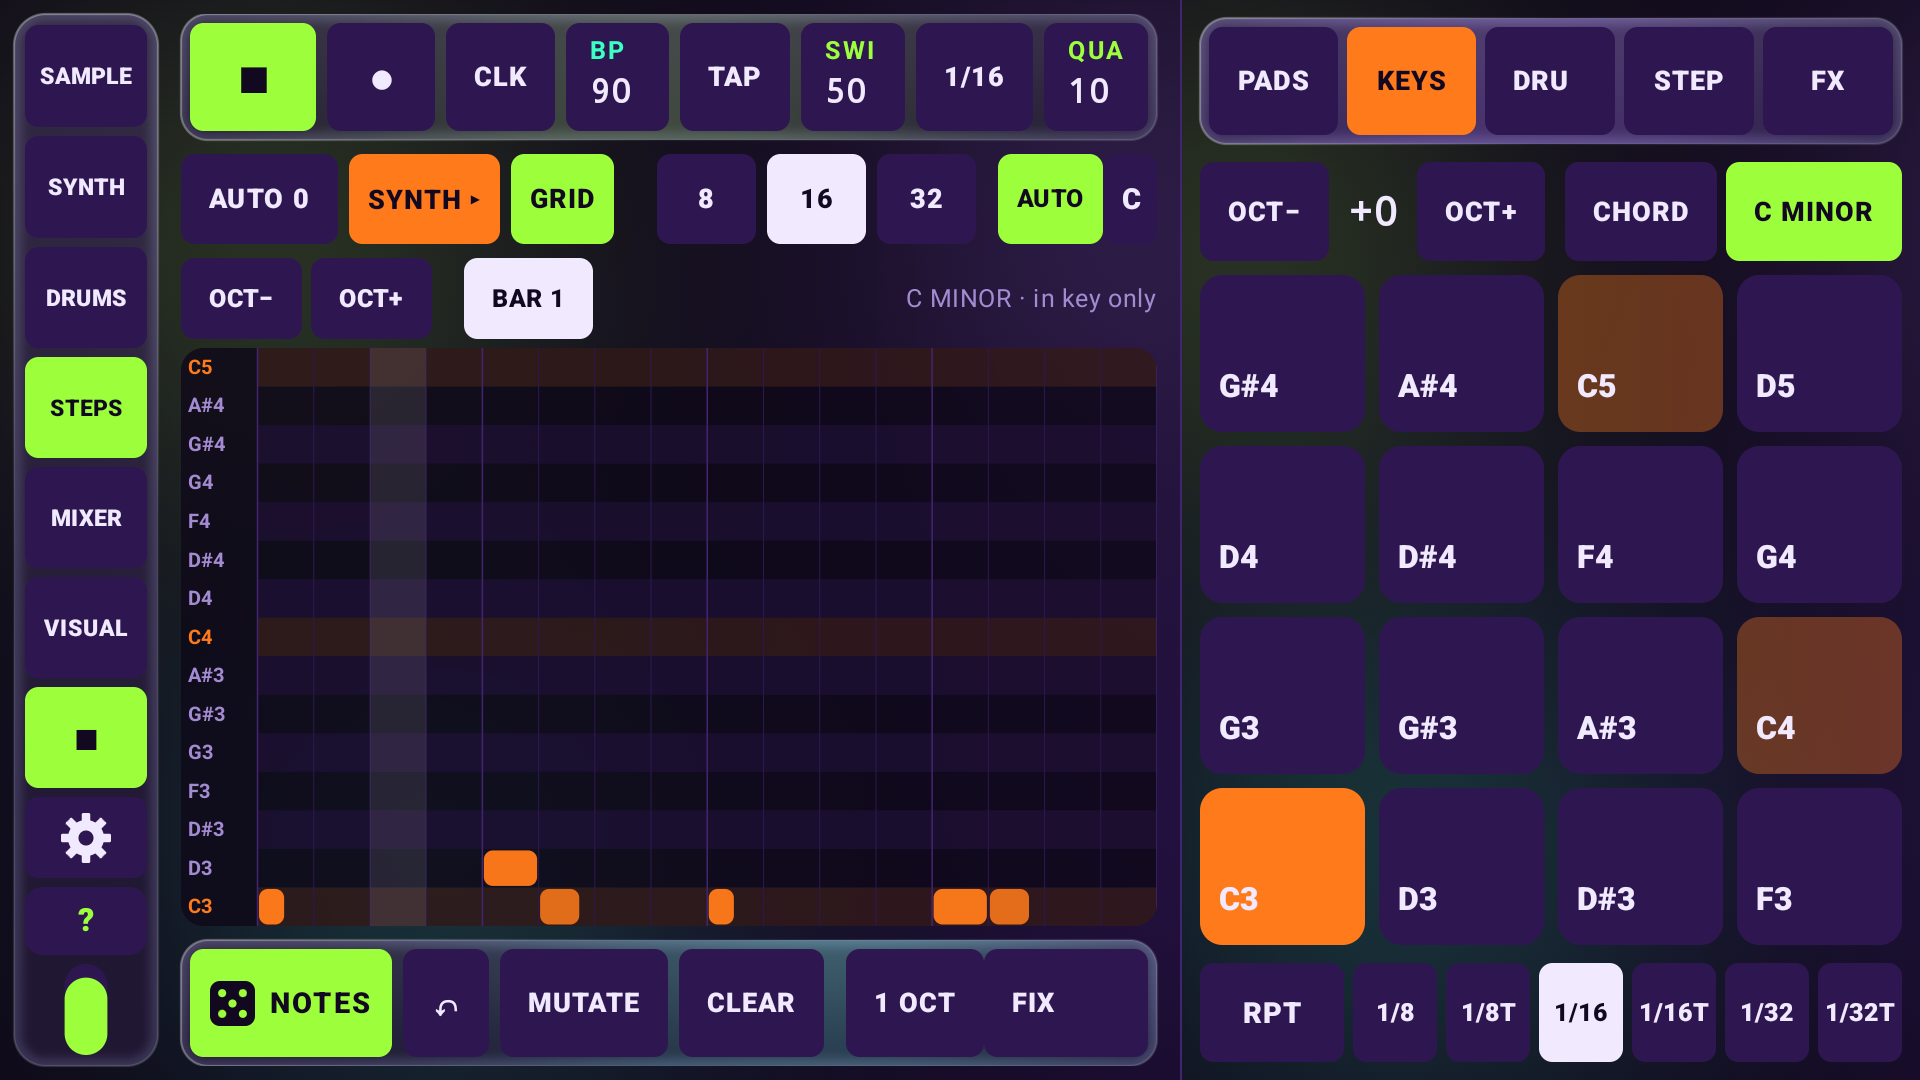 SAMPLE
SYNTH
DRUMS
STEPS
MIXER
VISUAL
?
CLK
BP
90
TAP
SWI
50
1/16
QUA
10
AUTO 0
SYNTH ▸
GRID
8
16
32
AUTO
C
OCT−
OCT+
BAR 1
C MINOR · in key only
C5
A#4
G#4
G4
F4
D#4
D4
C4
A#3
G#3
G3
F3
D#3
D3
C3
NOTES
MUTATE
CLEAR
1 OCT
FIX
PADS
KEYS
DRU
STEP
FX
OCT−
+0
OCT+
CHORD
C MINOR
G#4
A#4
C5
D5
D4
D#4
F4
G4
G3
G#3
A#3
C4
C3
D3
D#3
F3
RPT
1/8
1/8T
1/16
1/16T
1/32
1/32T